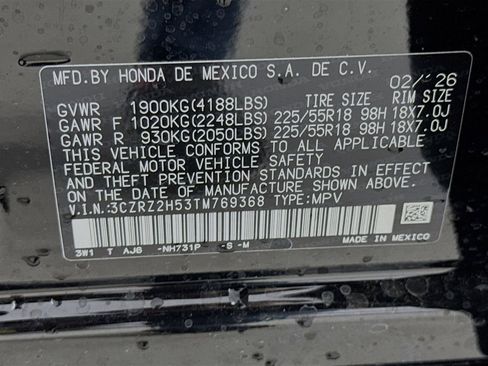 MFD.BY HONDA DE MEXICO S.A. DE C.V.
02/'26
GVWR 1900KG(4188LBS) TIRE SIZE RIM SIZE
GAWR F 1020KG(2248LBS) 225/55R18 98H 18X7.0J
GAWR R 930KG(2050LBS) 225/55R18 98H 18X7.0J
THIS VEHICLE CONFORMS TO ALL APPLICABLE
FEDERAL MOTOR VEHICLE SAFETY
AND THEFT PREVENTION STANDARDS IN EFFECT
ON THE DATE OF MANUFACTURE SHOWN ABOVE.
V.I.N.:3CZRZ2H53TM769368 TYPE:MPV
3W1 T AJ6 -NH731P -S -M
MADE IN MEXICO